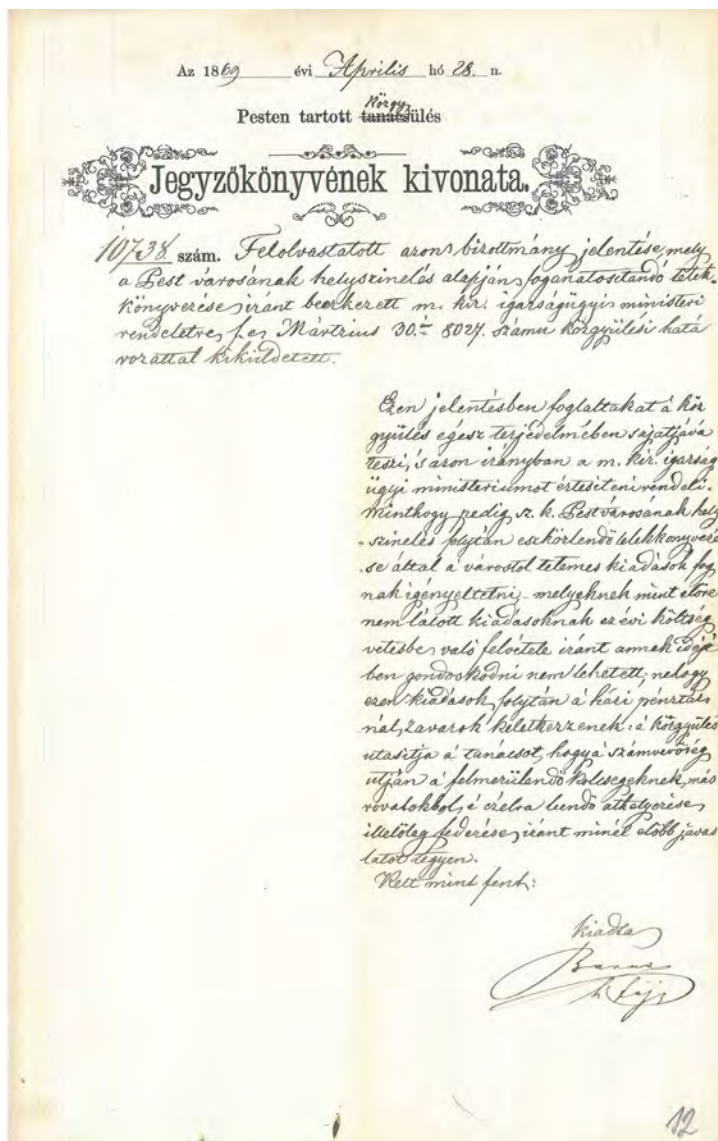 Az 1869 évi Április hó 28. n.
Közgy
Pesten tartott tanácsülés
Jegyzőkönyvének kivonata.
10738. szám. Felolvastatott azon bizottmány jelentése, mely
a Pest városának helyszinelés alapján foganatositandó telek-
könyvezése iránt beérkezett m. kir. igazságügyi ministeri
rendeletre f. e. Mártzius 30.án 8027. számu közgyülési hatá
rozattal kiküldetett.
Ezen jelentésben foglaltakat a köz
gyülés egész terjedelmében sajátjává
teszi, s azon irányban a m. kir. igazság
ügyi ministeriumot értesiteni rendeli.
Minthogy pedig sz. k. Pest városának hely
-szinelés folytán eszközlendő telekkönyvezé
se által a várostól tetemes kiadások fog
nak igényeltetni, - melyeknek mint előre
nem látott kiadásoknak ez évi költség
vetésbe való felvétele iránt annak idejé
ben gondoskodni nem lehetett; nehogy
ezen kiadások folytán a házi pénztár
nál zavarok keletkezzenek: a közgyülés
utasitja a tanácsot, hogy a számvevőség
utján a felmerülendő költségeknek más
rovatokból, e czélra leendő áthelyezése,
illetőleg fedezése iránt minél előbb javas
latot tegyen.
Kelt mint fent:
kiadta
12